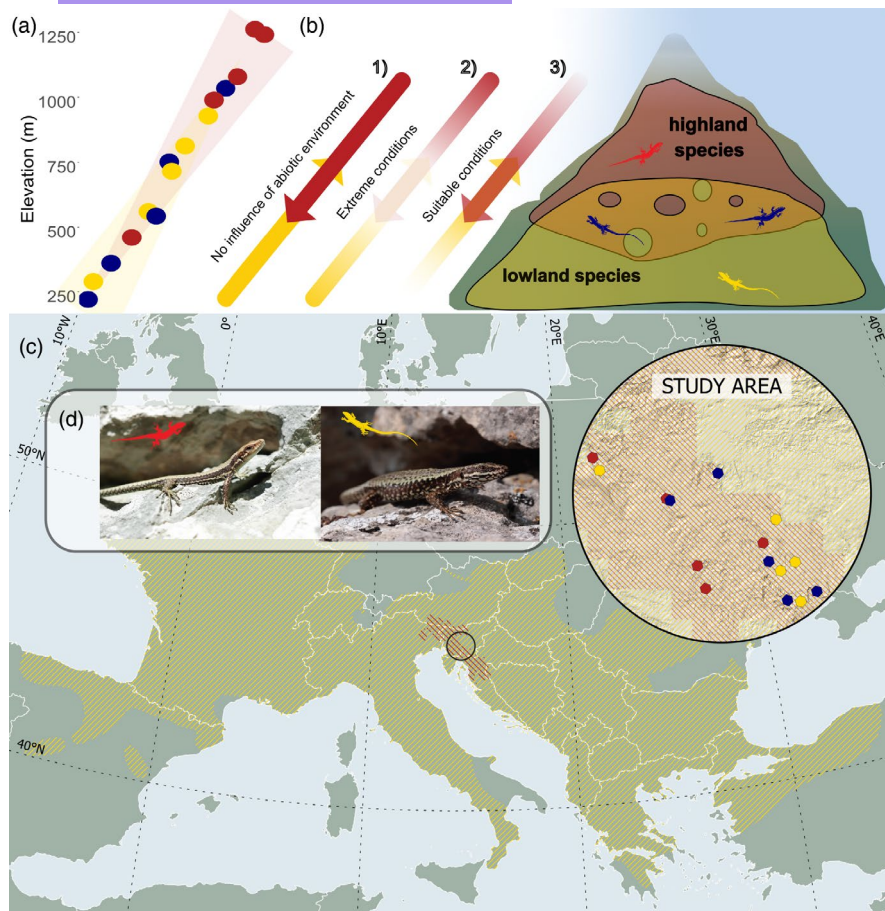 (a)
1250
1000
750
500
250
Elevation (m)
(b)
1)
2)
3)
No influence of abiotic environment
Extreme conditions
Suitable conditions
highland
species
lowland species
(c)
10°W
0°
10°E
20°E
30°E
40°E
50°N
40°N
(d)
STUDY AREA